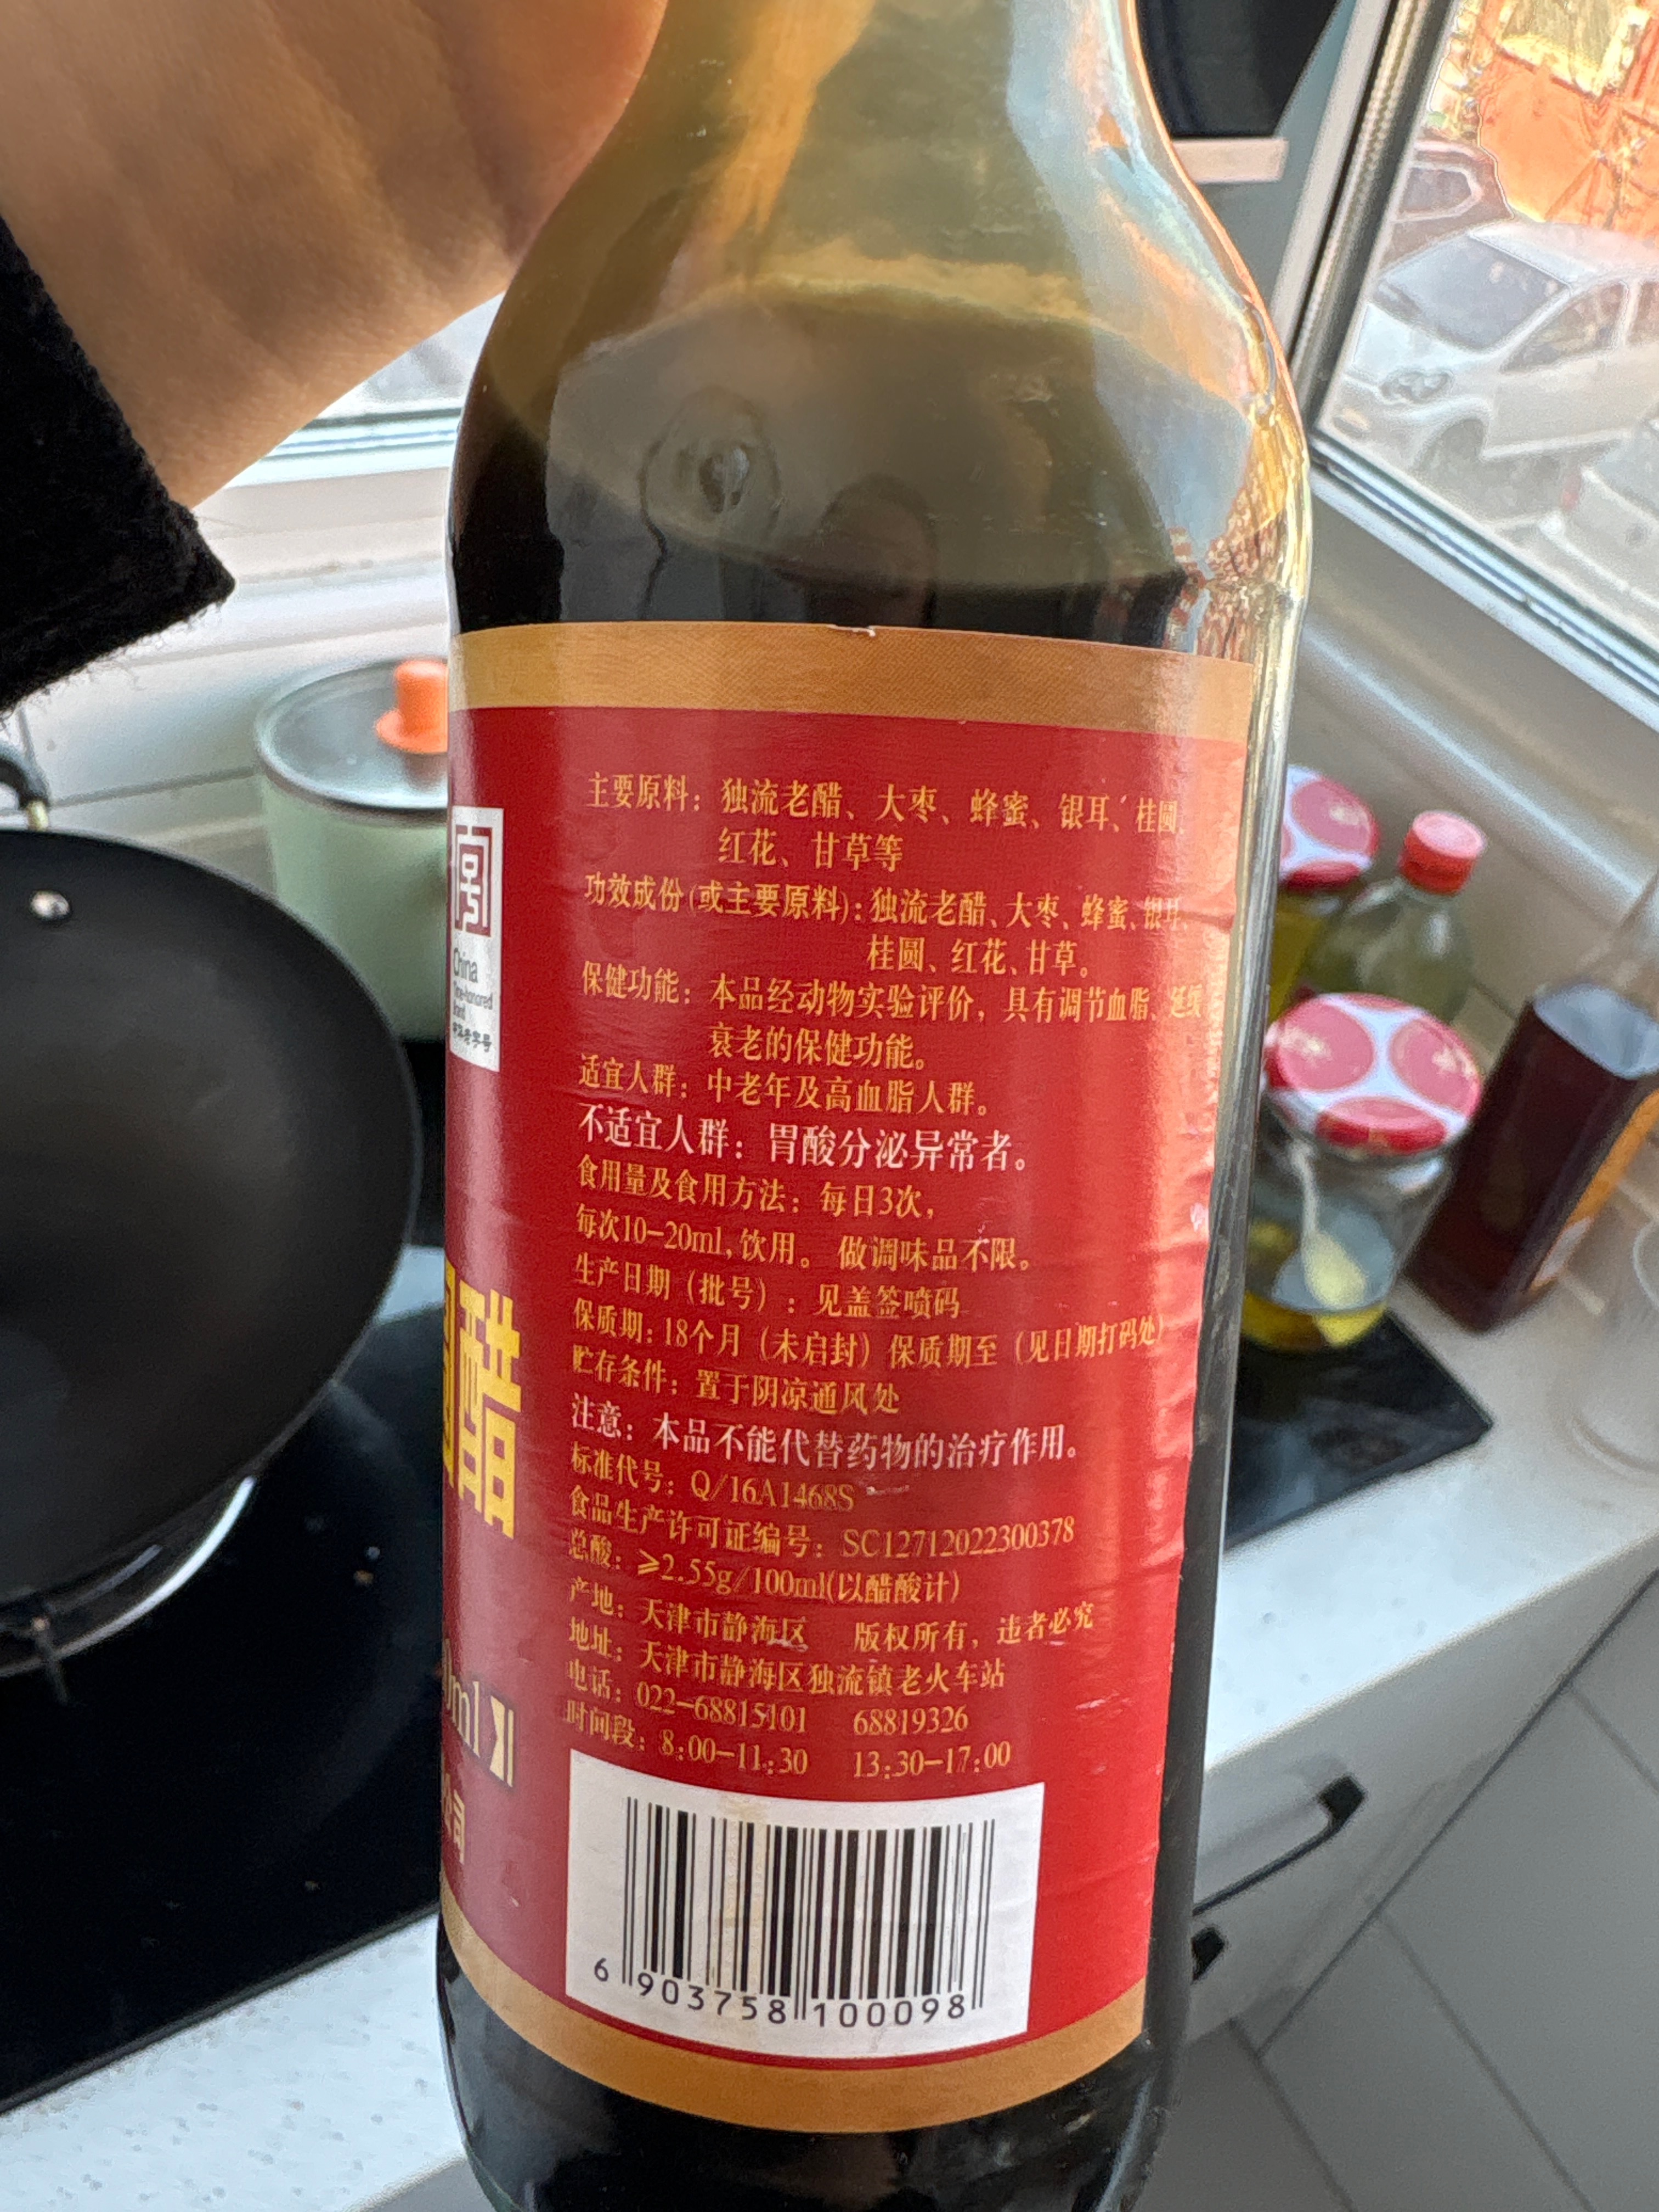 China
Time-honored
Brand
中华老字号
醋
ml
公司
主要原料：独流老醋、大枣、蜂蜜、银耳、桂圆、
红花、甘草等
功效成份(或主要原料)：独流老醋、大枣、蜂蜜、银耳、
桂圆、红花、甘草。
保健功能：本品经动物实验评价，具有调节血脂、延缓
衰老的保健功能。
适宜人群：中老年及高血脂人群。
不适宜人群：胃酸分泌异常者。
食用量及食用方法：每日3次，
每次10-20ml，饮用。 做调味品不限。
生产日期（批号）：见盖签喷码
保质期：18个月（未启封）保质期至（见日期打码处）
贮存条件：置于阴凉通风处
注意：本品不能代替药物的治疗作用。
标准代号：Q/16A1468S
食品生产许可证编号：SC12712022300378
总酸：≥2.55g/100ml(以醋酸计)
产地：天津市静海区 版权所有，违者必究
地址：天津市静海区独流镇老火车站
电话：022-68815101 68819326
时间段：8:00-11:30 13:30-17:00
6 903758 100098